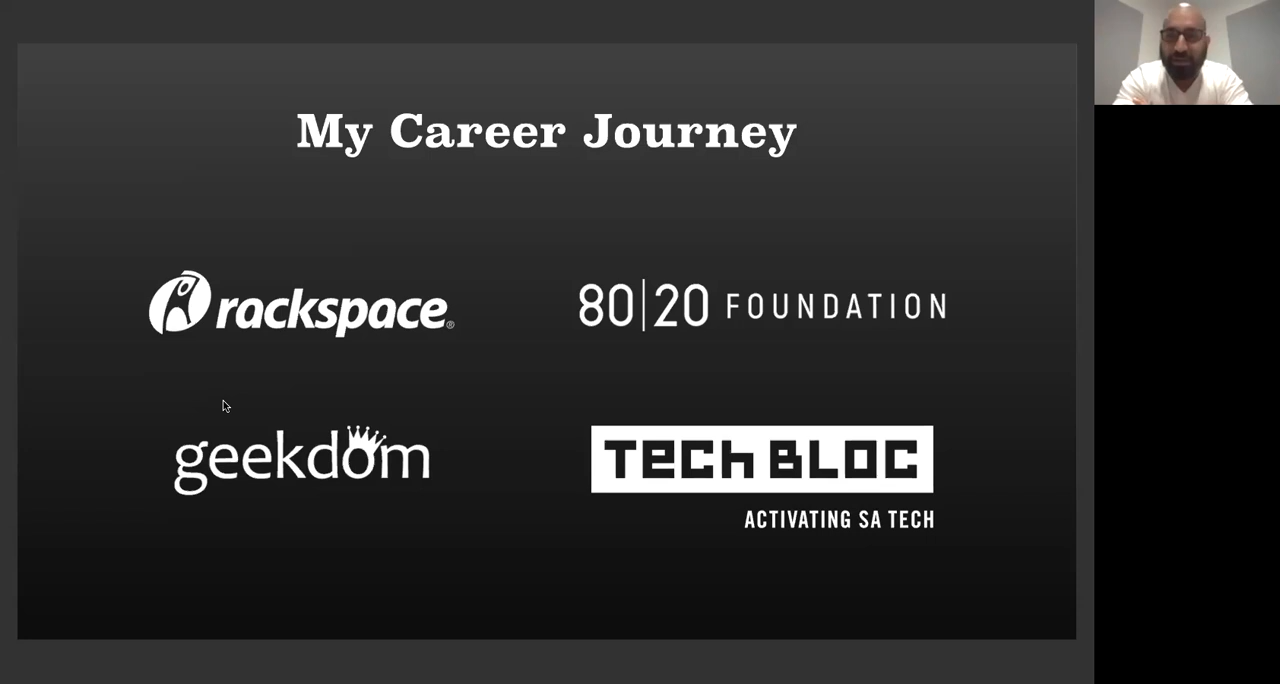 My Career Journey
rackspace®
80|20 FOUNDATION
geekdom
TECH BLOC
ACTIVATING SA TECH